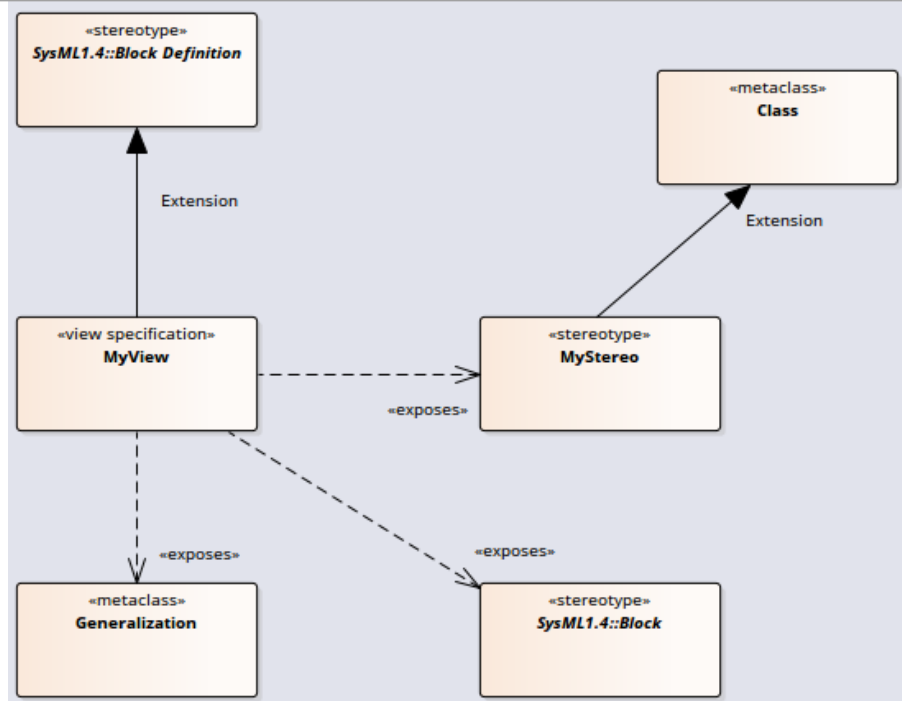 «stereotype»
SysML1.4::Block Definition
«metaclass»
Class
Extension
Extension
«view specification»
MyView
«stereotype»
MyStereo
«exposes»
«exposes»
«exposes»
«metaclass»
Generalization
«stereotype»
SysML1.4::Block